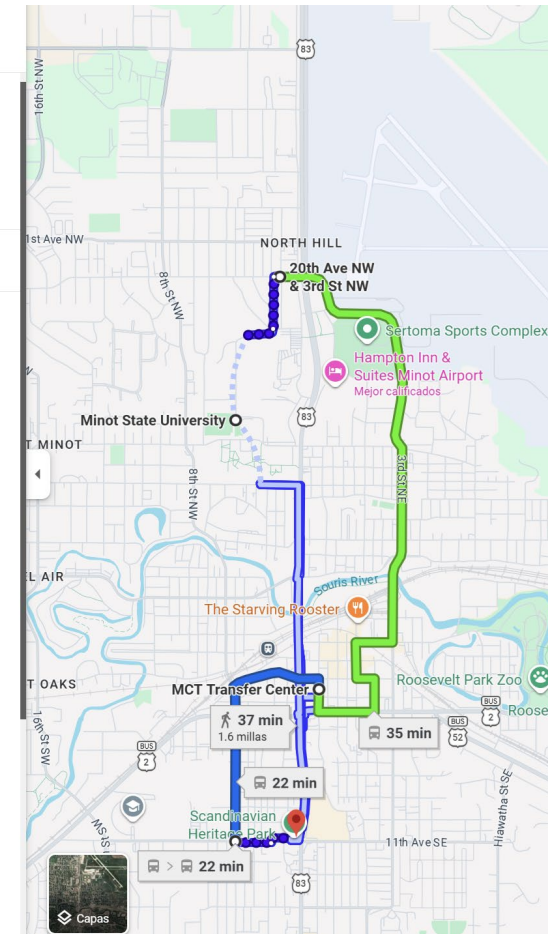 83
16th St NW
1st Ave NW
NORTH HILL
20th Ave NW
& 3rd St NW
8th St NW
Sertoma Sports Complex
Hampton Inn &
Suites Minot Airport
Mejor calificados
Minot State University
83
T MINOT
3rd St NE
8th St NW
EL AIR
Souris River
The Starving Rooster
T OAKS
MCT Transfer Center
Roosevelt Park Zoo
Roose
BUS
2
37 min
1.6 millas
35 min
BUS
52
BUS
2
16th St SW
22 min
Hiawatha St SE
Scandinavian
Heritage Park
11th Ave SE
22 min
83
Capas